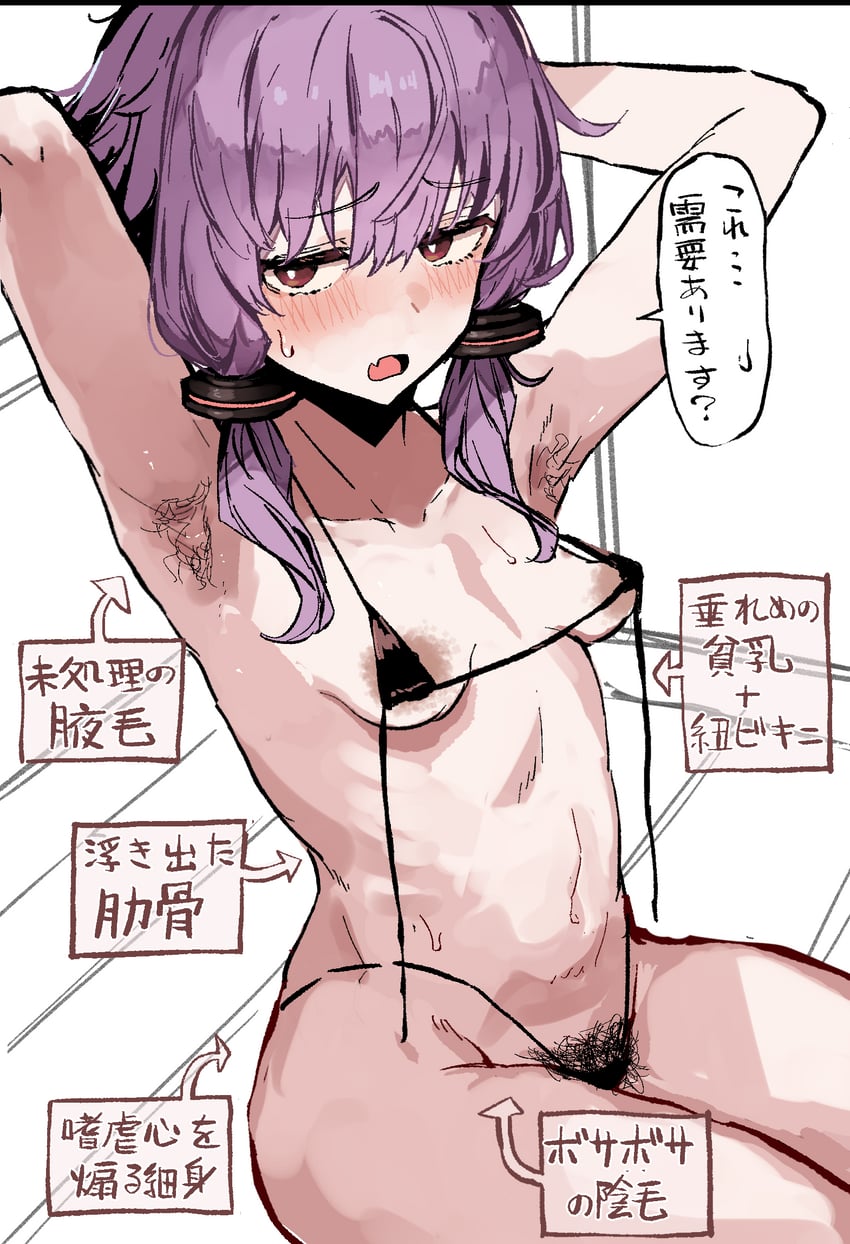 これ…
需要あります?
未処理の
腋毛
垂れめの
貧乳
+
紐ビキニ
浮き出た
肋骨
嗜虐心を
煽る細身
ボサボサ
の陰毛